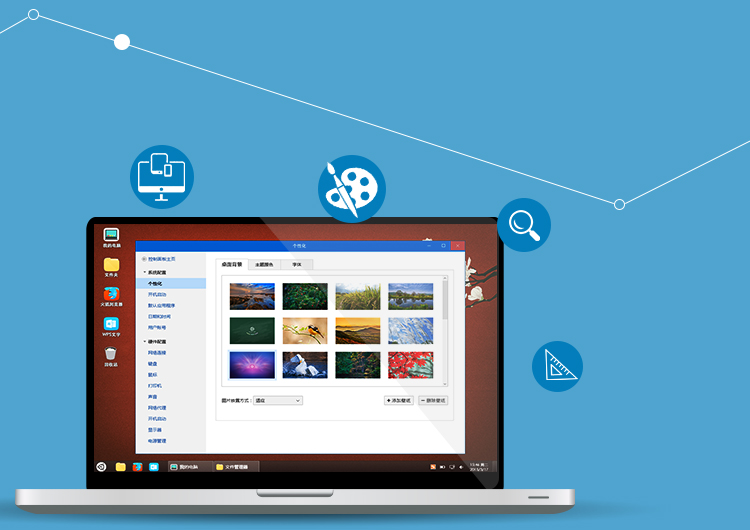 我的电脑
文件夹
火狐浏览器
WPS文字
回收站
个性化
控制面板主页
系统配置
个性化
开机启动
默认应用程序
日期和时间
用户帐号
硬件配置
网络连接
键盘
鼠标
打印机
声音
网络代理
开机启动
显示器
电源管理
桌面背景
主题颜色
字体
图片放置方式：
适应
添加壁纸
删除壁纸
我的电脑
文件管理器